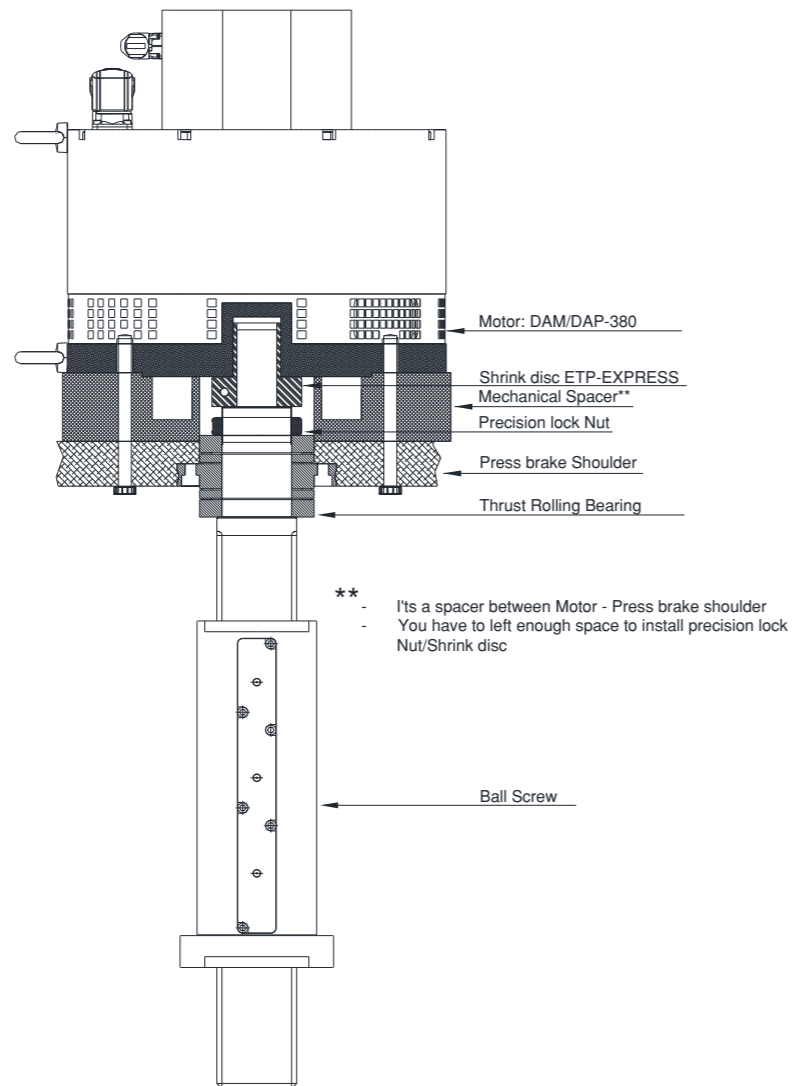 Motor: DAM/DAP-380
Shrink disc ETP-EXPRESS
Mechanical Spacer**
Precision lock Nut
Press brake Shoulder
Thrust Rolling Bearing
**
- I'ts a spacer between Motor - Press brake shoulder
- You have to left enough space to install precision lock
Nut/Shrink disc
Ball Screw